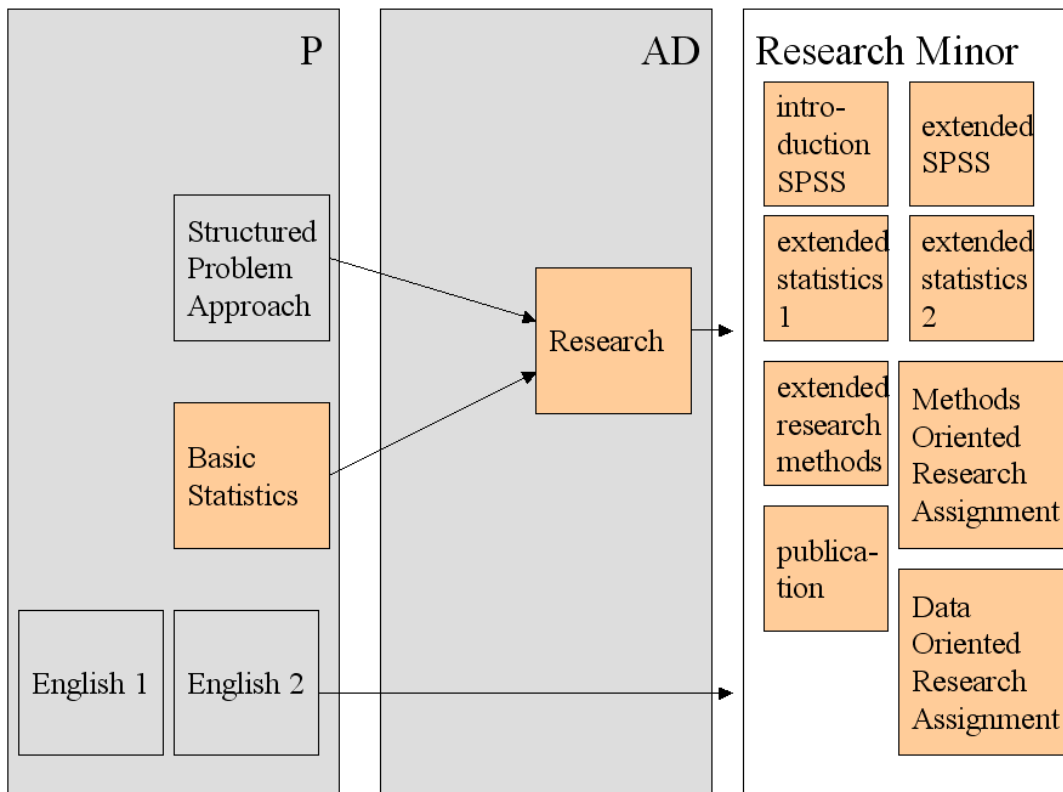 P
Structured
Problem
Approach
Basic
Statistics
English 1
English 2
AD
Research
Research Minor
intro-
duction
SPSS
extended
SPSS
extended
statistics
1
extended
statistics
2
extended
research
methods
Methods
Oriented
Research
Assignment
publica-
tion
Data
Oriented
Research
Assignment